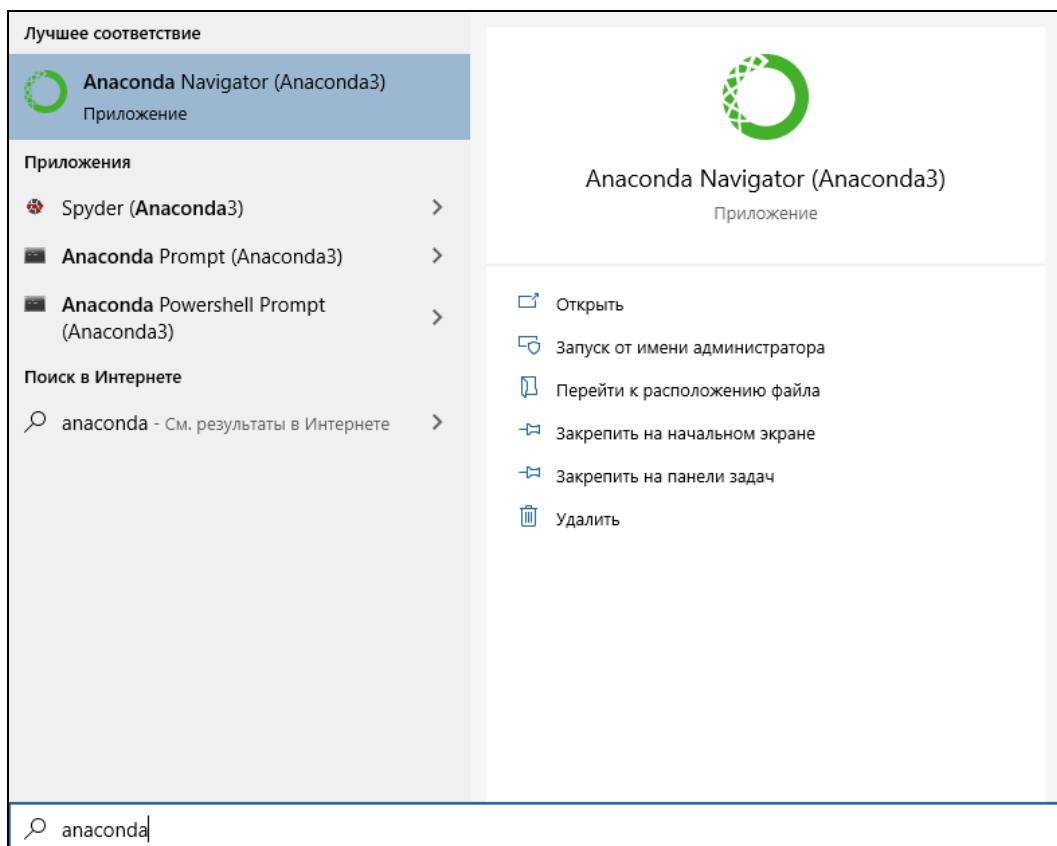 Лучшее соответствие
Anaconda Navigator (Anaconda3)
Приложение
Приложения
Spyder (Anaconda3)
Anaconda Prompt (Anaconda3)
Anaconda Powershell Prompt
(Anaconda3)
Поиск в Интернете
anaconda - См. результаты в Интернете
Anaconda Navigator (Anaconda3)
Приложение
Открыть
Запуск от имени администратора
Перейти к расположению файла
Закрепить на начальном экране
Закрепить на панели задач
Удалить
anaconda